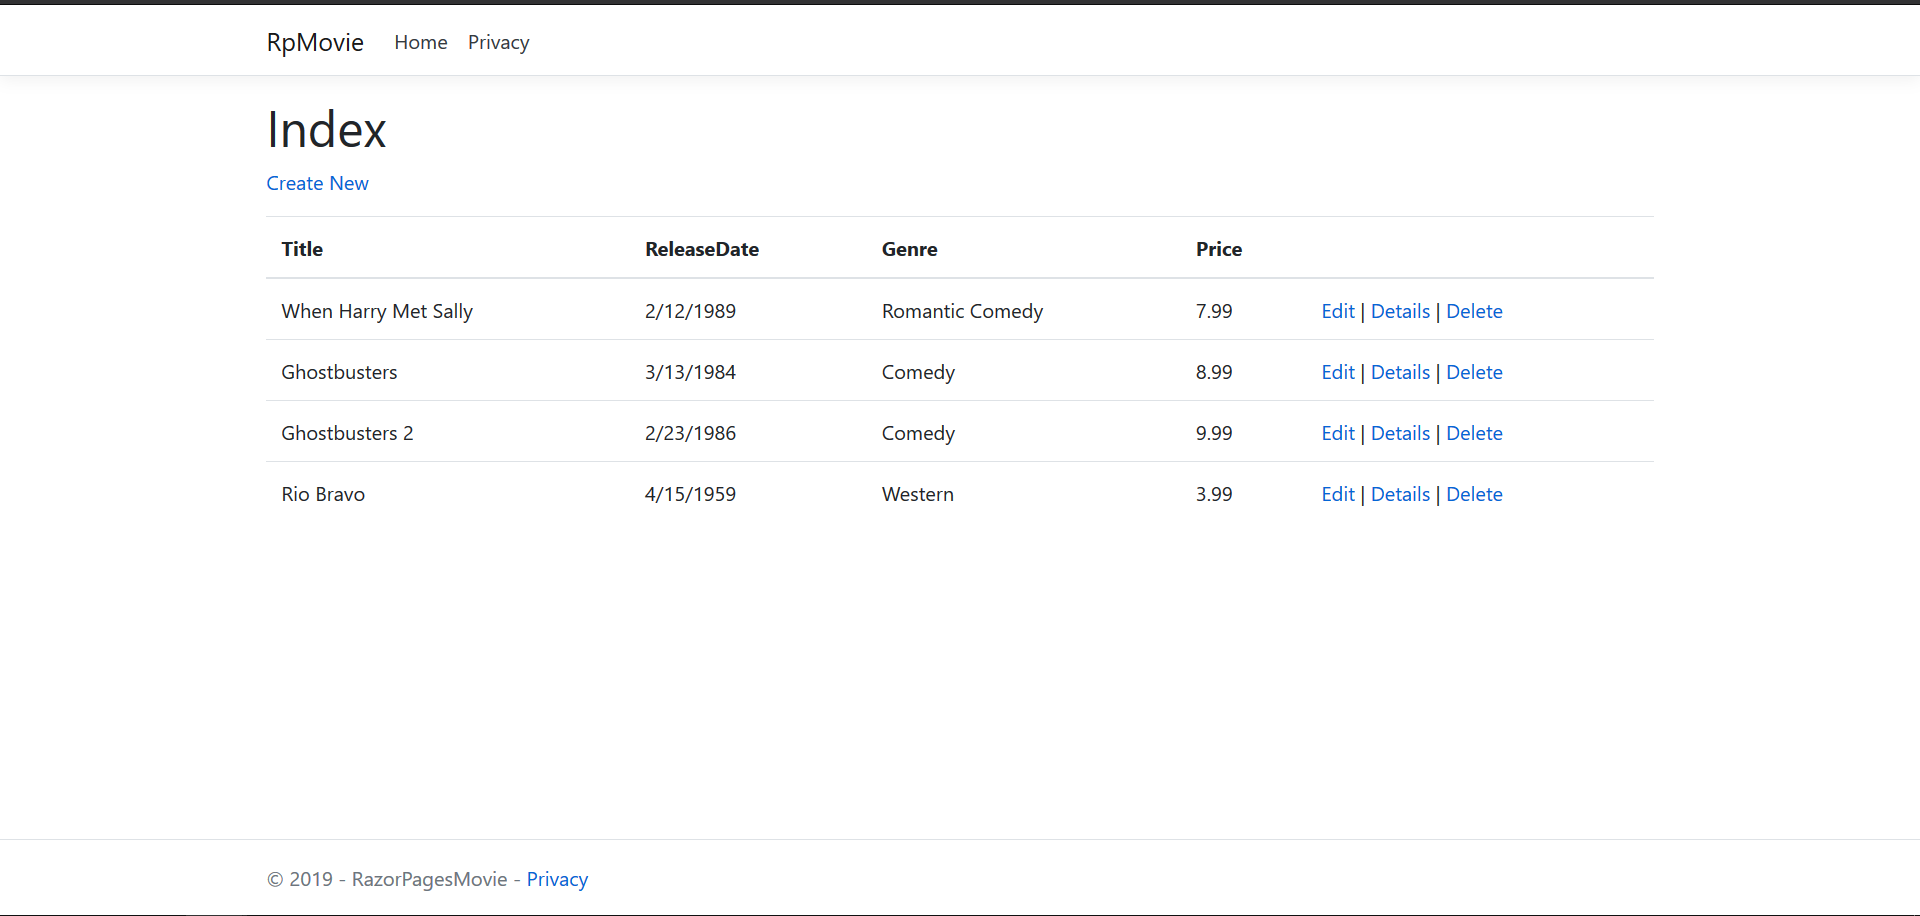 RpMovie Home Privacy
Index
Create New
Title ReleaseDate Genre Price
When Harry Met Sally 2/12/1989 Romantic Comedy 7.99 Edit | Details | Delete
Ghostbusters 3/13/1984 Comedy 8.99 Edit | Details | Delete
Ghostbusters 2 2/23/1986 Comedy 9.99 Edit | Details | Delete
Rio Bravo 4/15/1959 Western 3.99 Edit | Details | Delete
© 2019 - RazorPagesMovie - Privacy